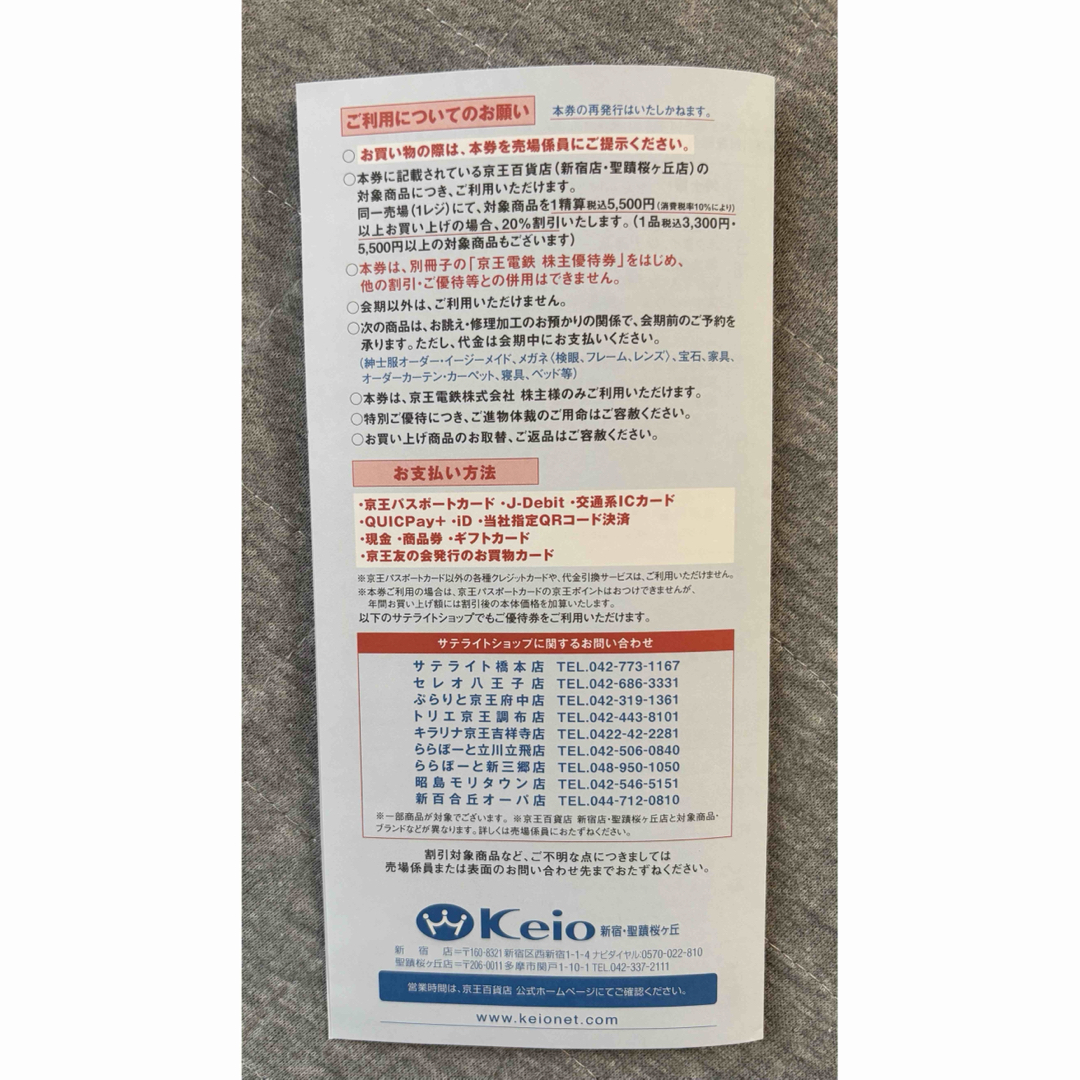 ご利用についてのお願い 本券の再発行はいたしかねます。
○お買い物の際は、本券を売場係員にご提示ください。
○本券に記載されている京王百貨店(新宿店・聖蹟桜ヶ丘店)の
対象商品につき、ご利用いただけます。
同一売場(1レジ)にて、対象商品を1精算税込5,500円(消費税率10%により)
以上お買い上げの場合、20%割引いたします。(1品税込3,300円・
5,500円以上の対象商品もございます)
○本券は、別冊子の「京王電鉄 株主優待券」をはじめ、
他の割引・ご優待等との併用はできません。
○会期以外は、ご利用いただけません。
○次の商品は、お誂え・修理加工のお預かりの関係で、会期前のご予約を
承ります。ただし、代金は会期中にお支払いください。
(紳士服オーダー・イージーメイド、メガネ〈検眼、フレーム、レンズ〉、宝石、家具、
オーダーカーテン・カーペット、寝具、ベッド等)
○本券は、京王電鉄株式会社 株主様のみご利用いただけます。
○特別ご優待につき、ご進物体裁のご用命はご容赦ください。
○お買い上げ商品のお取替、ご返品はご容赦ください。
お支払い方法
・京王パスポートカード ・J-Debit ・交通系ICカード
・QUICPay+ ・iD ・当社指定QRコード決済
・現金 ・商品券 ・ギフトカード
・京王友の会発行のお買物カード
※京王パスポートカード以外の各種クレジットカードや、代金引換サービスは、ご利用いただけません。
※本券ご利用の場合は、京王パスポートカードの京王ポイントはおつけできませんが、
年間お買い上げ額には割引後の本体価格を加算いたします。
以下のサテライトショップでもご優待券をご利用いただけます。
サテライトショップに関するお問い合わせ
サテライト橋本店 TEL.042-773-1167
セレオ八王子店 TEL.042-686-3331
ぷらりと京王府中店 TEL.042-319-1361
トリエ京王調布店 TEL.042-443-8101
キラリナ京王吉祥寺店 TEL.0422-42-2281
ららぽーと立川立飛店 TEL.042-506-0840
ららぽーと新三郷店 TEL.048-950-1050
昭島モリタウン店 TEL.042-546-5151
新百合丘オーパ店 TEL.044-712-0810
※一部商品が対象でございます。 ※京王百貨店 新宿店・聖蹟桜ヶ丘店と対象商品・
ブランドなどが異なります。詳しくは売場係員におたずねください。
割引対象商品など、ご不明な点につきましては
売場係員または表面のお問い合わせ先までおたずねください。
Keio 新宿・聖蹟桜ヶ丘
新宿店=〒160-8321新宿区西新宿1-1-4 ナビダイヤル:0570-022-810
聖蹟桜ヶ丘店=〒206-0011多摩市関戸1-10-1 TEL.042-337-2111
営業時間は、京王百貨店 公式ホームページにてご確認ください。
www.keionet.com